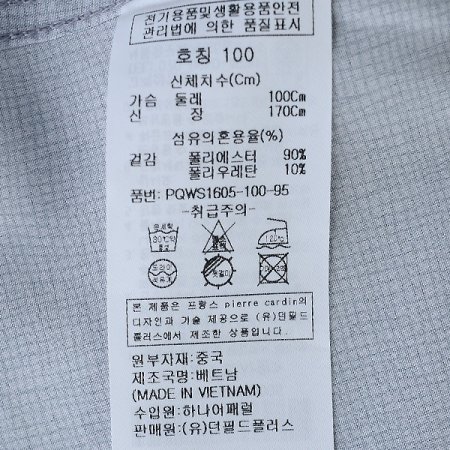 전기용품및생활용품안전
관리법에 의한 품질표시
호칭 100
신체치수(Cm)
가슴 둘레 100Cm
신 장 170Cm
섬유의혼용율(%)
겉감 폴리에스터 90%
폴리우레탄 10%
품번: PQWS1605-100-95
-취급주의-
30℃
120℃
드라이
본 제품은 프랑스 pierre cardin의
디자인과 기술 제공으로 (유)던필드
플러스에서 제조한 상품입니다.
원부자재:중국
제조국명:베트남
(MADE IN VIETNAM)
수입원:하나어패럴
판매원:(유)던필드플러스